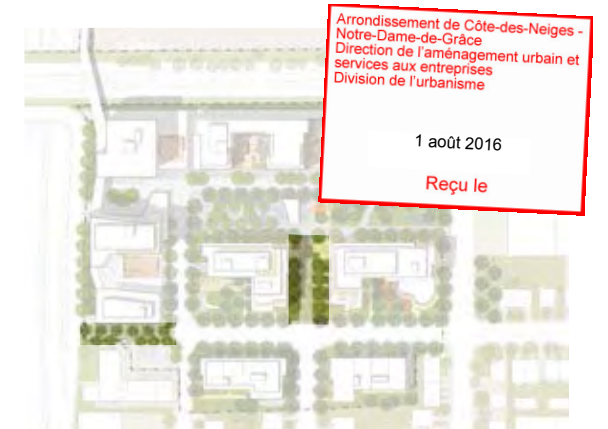 Arrondissement de Côte-des-Neiges -
Notre-Dame-de-Grâce
Direction de l'aménagement urbain et
services aux entreprises
Division de l'urbanisme
1 août 2016
Reçu le